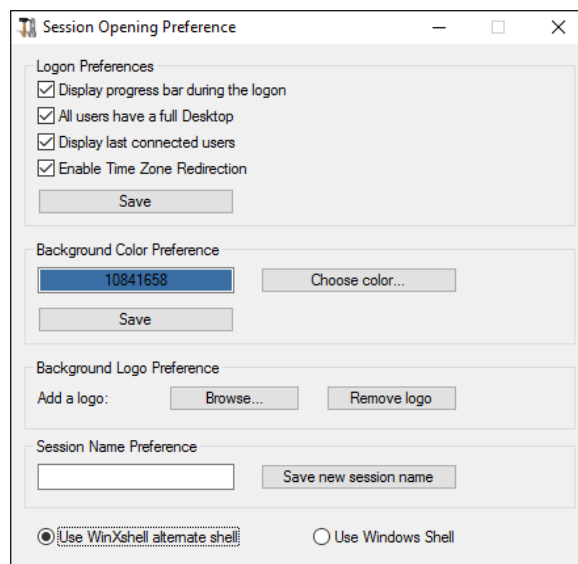 Session Opening Preference
Logon Preferences
Display progress bar during the logon
All users have a full Desktop
Display last connected users
Enable Time Zone Redirection
Save
Background Color Preference
10841658 Choose color...
Save
Background Logo Preference
Add a logo: Browse... Remove logo
Session Name Preference
Save new session name
Use WinXshell alternate shell Use Windows Shell